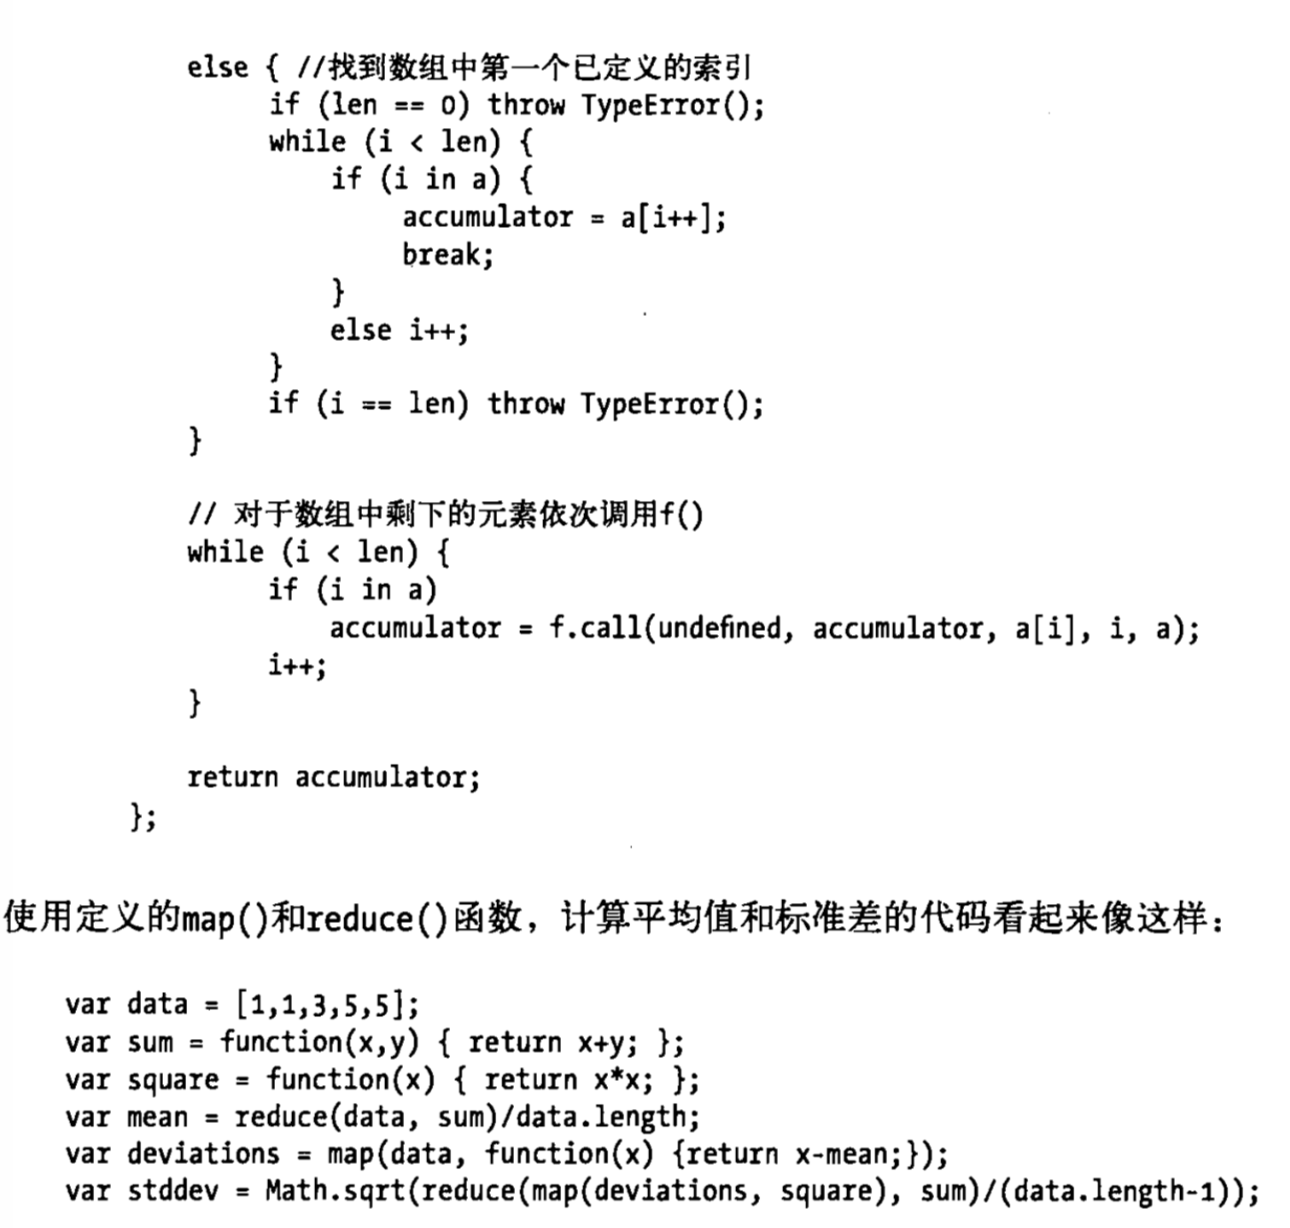 else { //找到数组中第一个已定义的索引
if (len == 0) throw TypeError();
while (i < len) {
if (i in a) {
accumulator = a[i++];
break;
}
else i++;
}
if (i == len) throw TypeError();
}
// 对于数组中剩下的元素依次调用f()
while (i < len) {
if (i in a)
accumulator = f.call(undefined, accumulator, a[i], i, a);
i++;
}
return accumulator;
};
使用定义的map()和reduce()函数，计算平均值和标准差的代码看起来像这样：
var data = [1,1,3,5,5];
var sum = function(x,y) { return x+y; };
var square = function(x) { return x*x; };
var mean = reduce(data, sum)/data.length;
var deviations = map(data, function(x) {return x-mean;});
var stddev = Math.sqrt(reduce(map(deviations, square), sum)/(data.length-1));